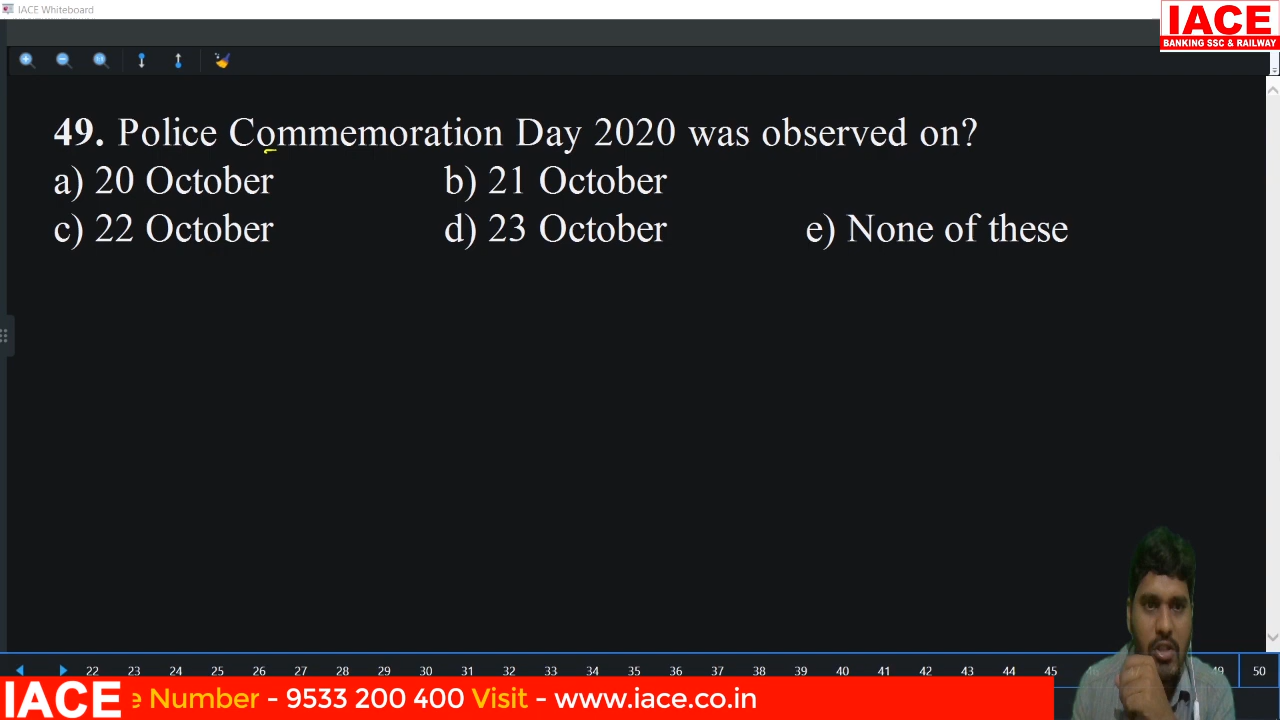 IACE Whiteboard
IACE
BANKING SSC & RAILWAY
49. Police Commemoration Day 2020 was observed on?
a) 20 October b) 21 October
c) 22 October d) 23 October e) None of these
22 23 24 25 26 27 28 29 30 31 32 33 34 35 36 37 38 39 40 41 42 43 44 45 49 50
IACE e Number - 9533 200 400 Visit - www.iace.co.in